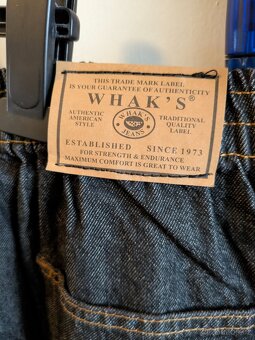 THIS TRADE MARK LABEL
IS YOUR GUARANTEE OF AUTHENTICITY
WHAK'S®
AUTHENTIC
AMERICAN
STYLE
WHAK'S
JEANS
TRADITIONAL
QUALITY
LABEL
ESTABLISHED SINCE 1973
FOR STRENGTH & ENDURANCE
MAXIMUM COMFORT IS GREAT TO WEAR